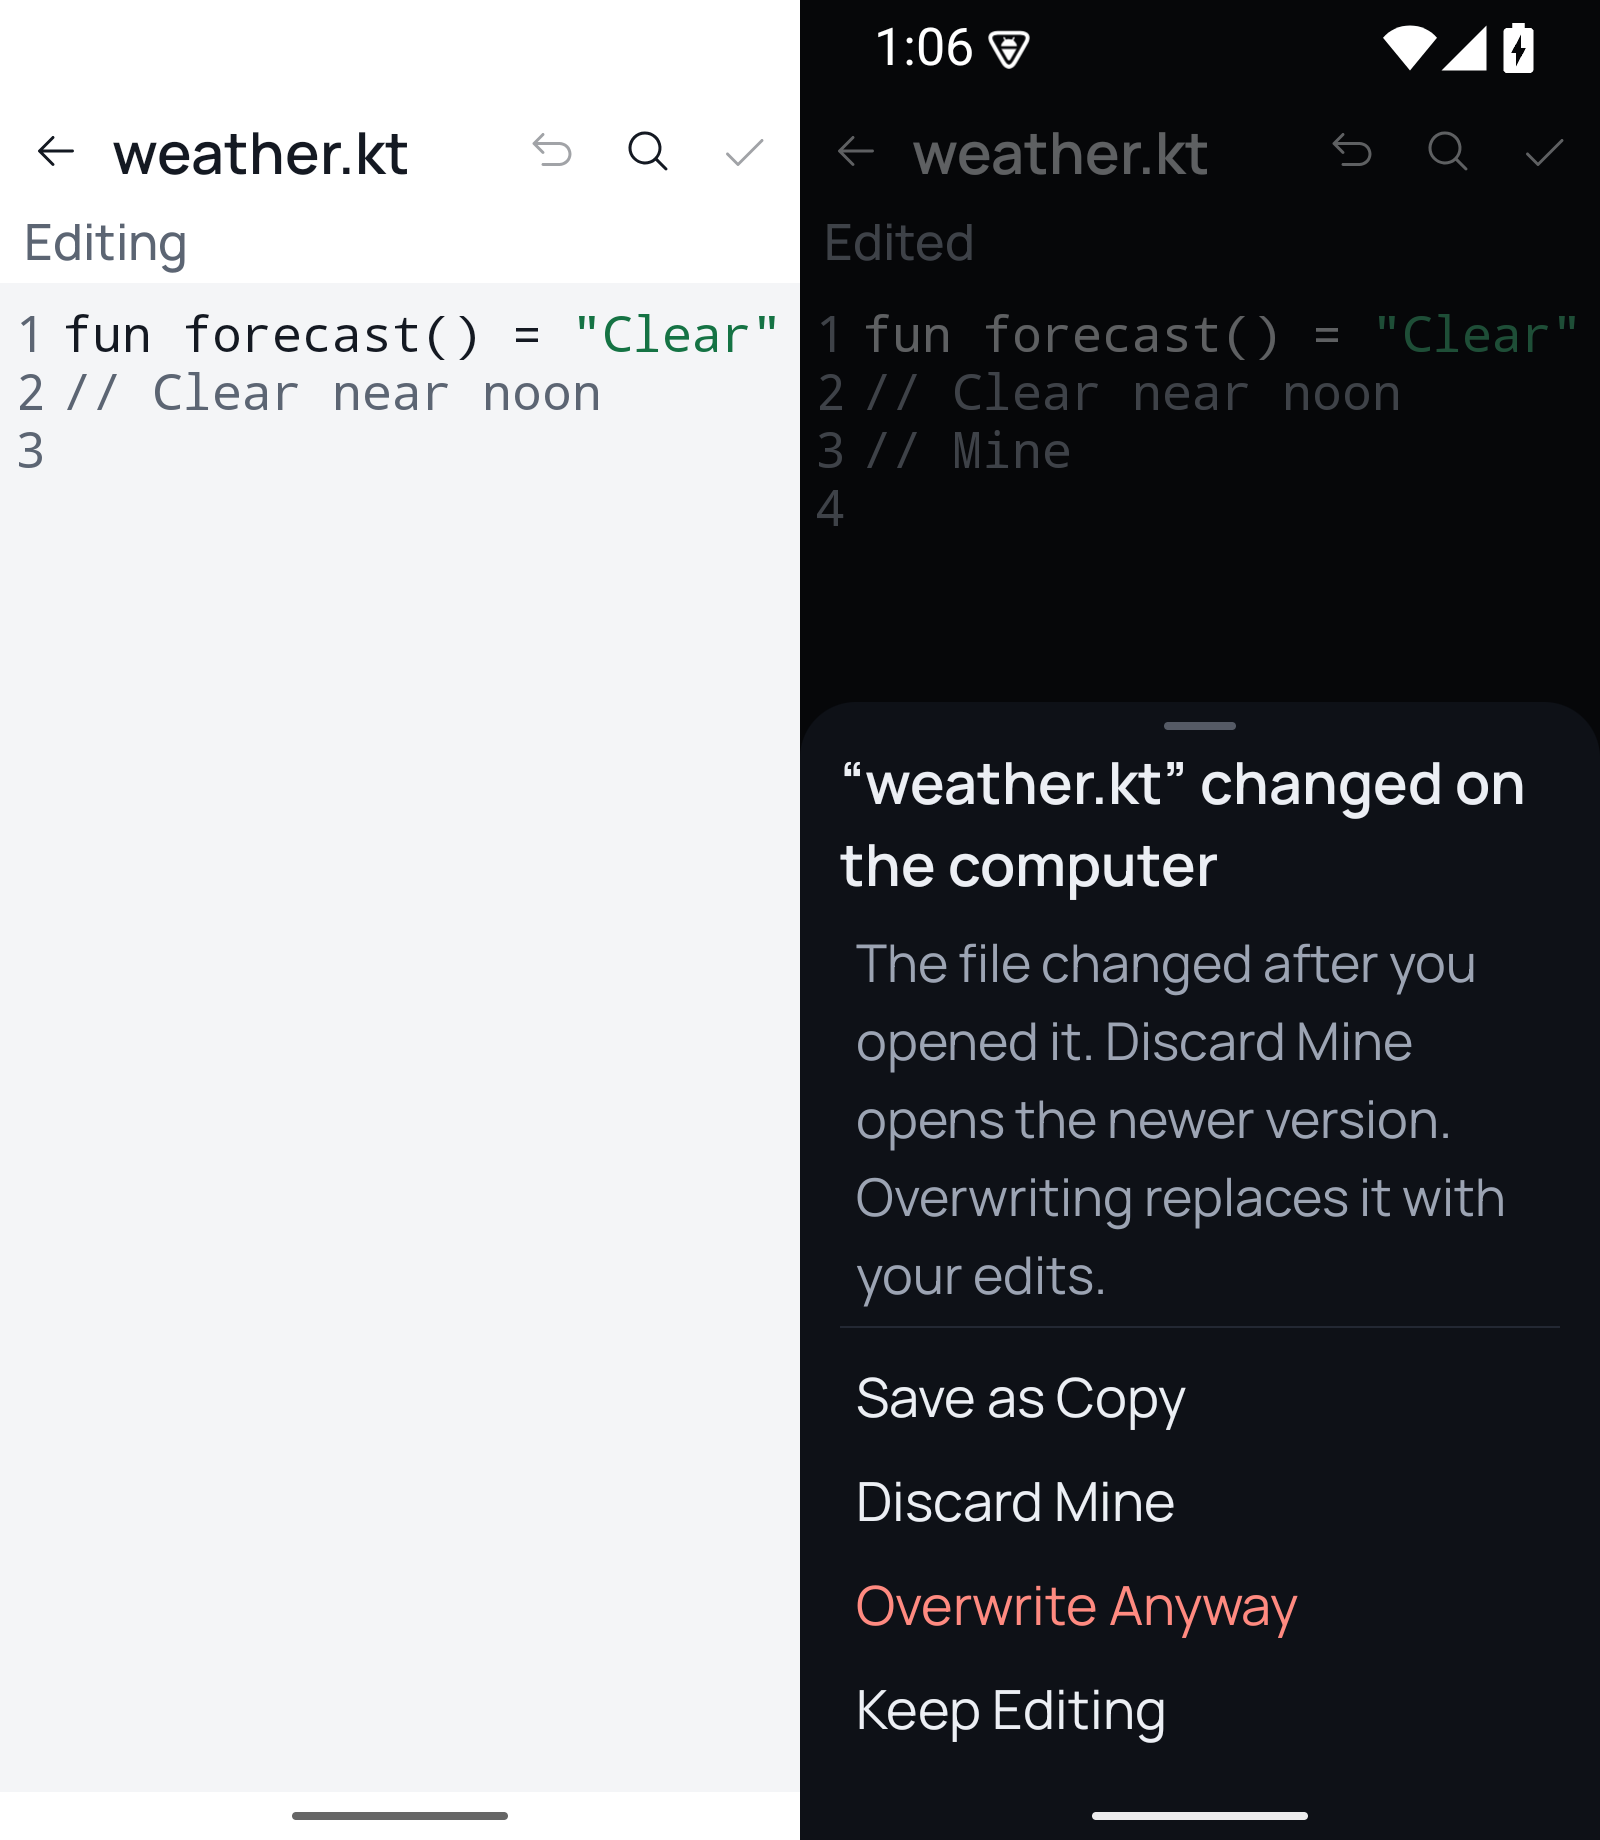 weather.kt
Editing
1 fun forecast() = "Clear"
2 // Clear near noon
3
1:06
weather.kt
Edited
1 fun forecast() = "Clear"
2 // Clear near noon
3 // Mine
4
“weather.kt” changed on
the computer
The file changed after you
opened it. Discard Mine
opens the newer version.
Overwriting replaces it with
your edits.
Save as Copy
Discard Mine
Overwrite Anyway
Keep Editing